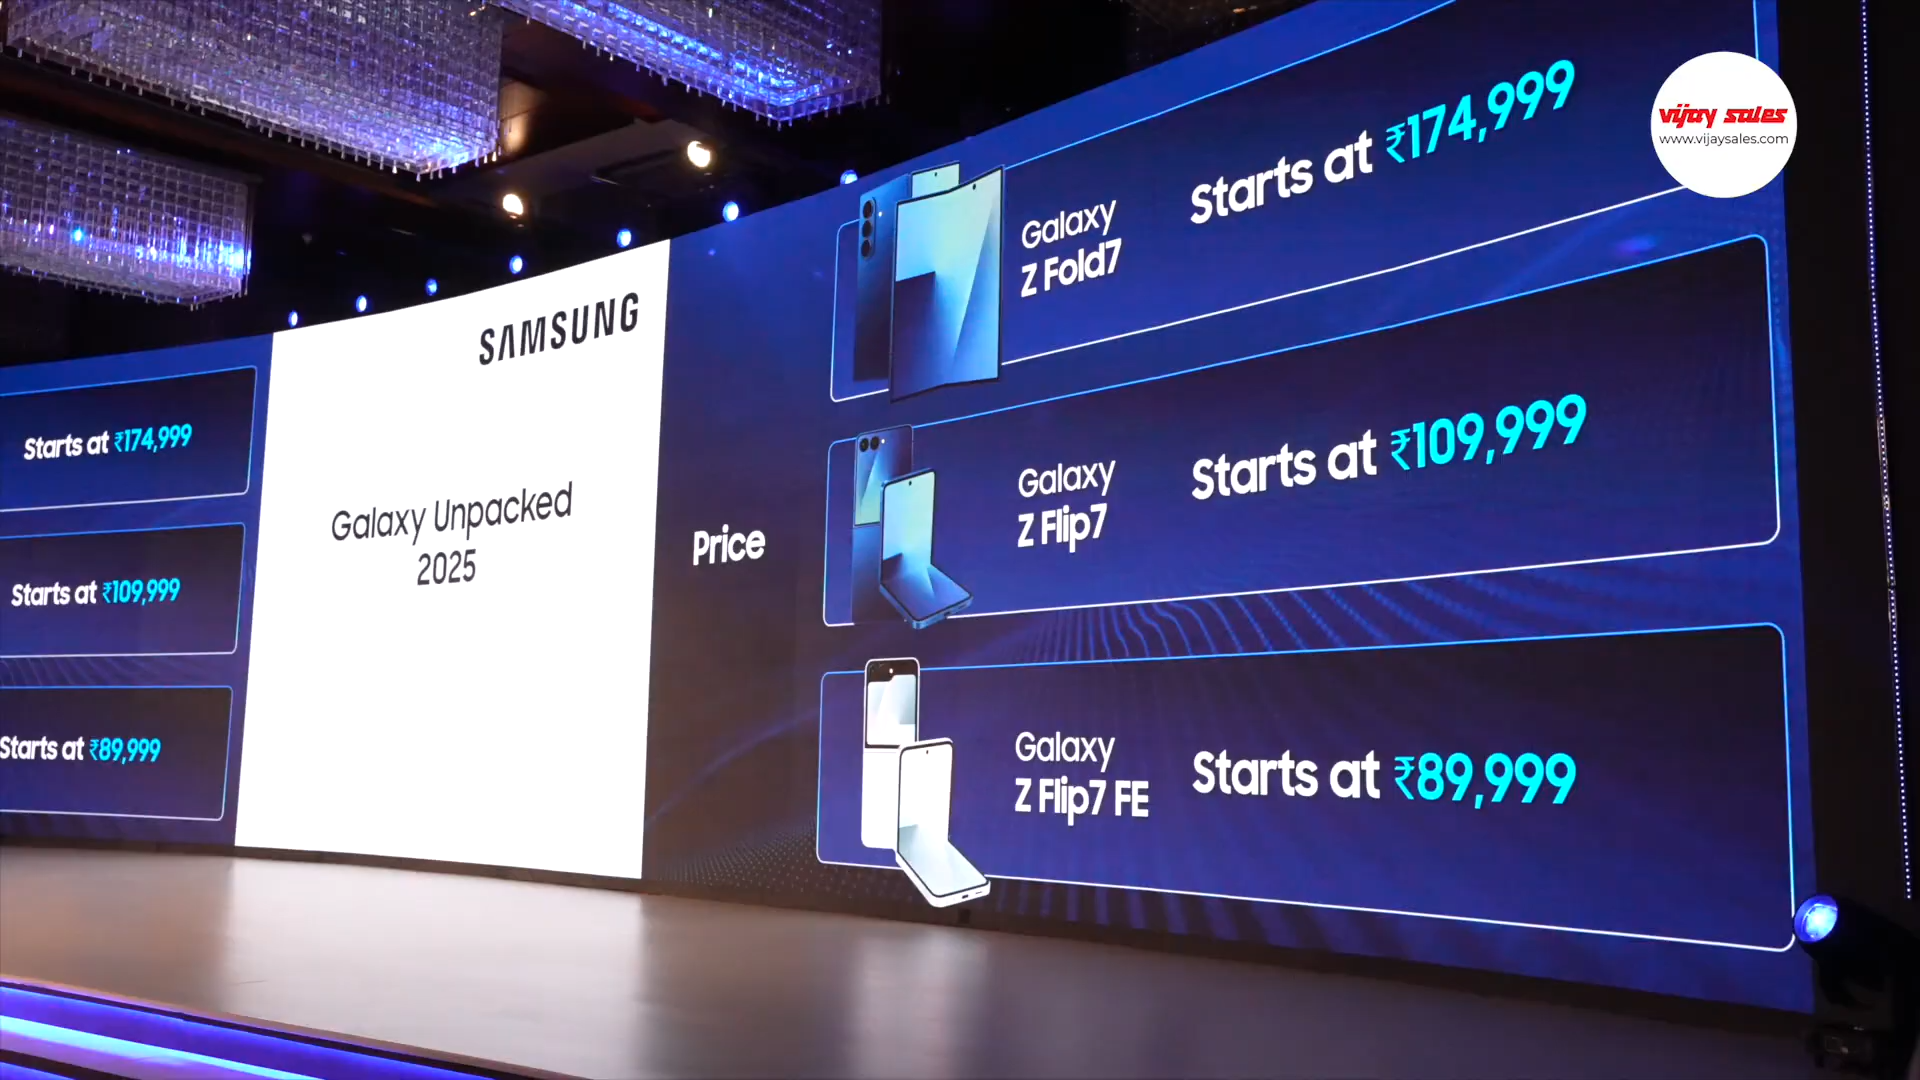 vijay sales
www.vijaysales.com
Starts at ₹174,999
Starts at ₹109,999
Starts at ₹89,999
SAMSUNG
Galaxy Unpacked
2025
Price
Galaxy
Z Fold7
Starts at ₹174,999
Galaxy
Z Flip7
Starts at ₹109,999
Galaxy
Z Flip7 FE
Starts at ₹89,999